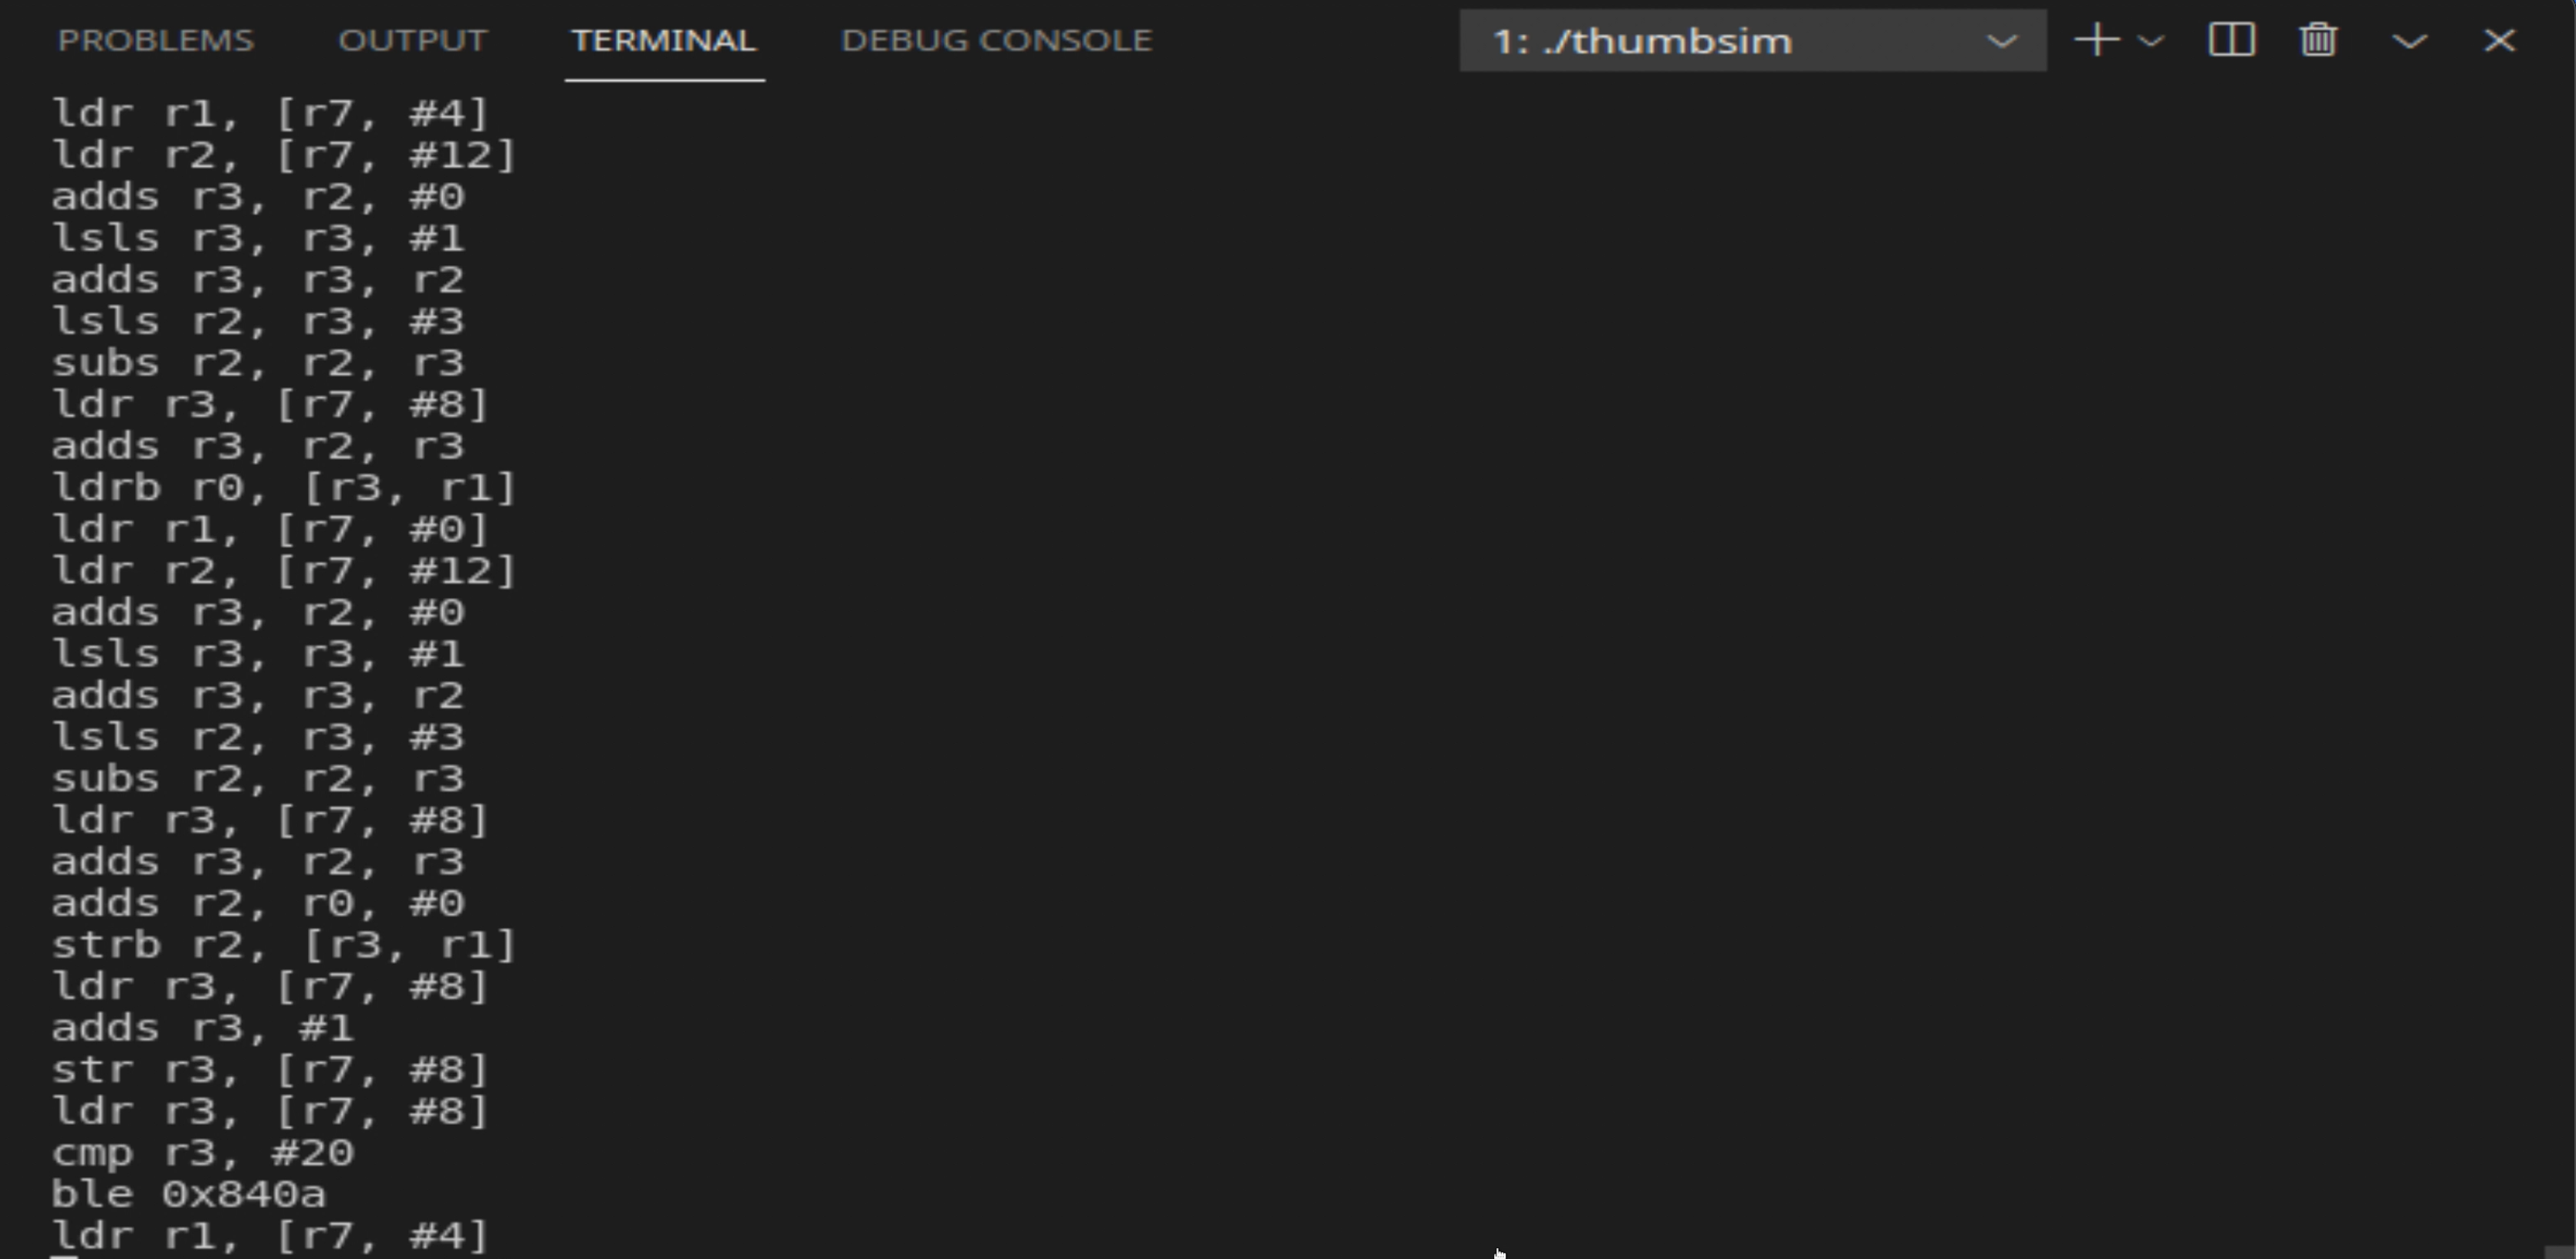 PROBLEMS OUTPUT TERMINAL DEBUG CONSOLE 1: ./thumbsim
ldr r1, [r7, #4]
ldr r2, [r7, #12]
adds r3, r2, #0
lsls r3, r3, #1
adds r3, r3, r2
lsls r2, r3, #3
subs r2, r2, r3
ldr r3, [r7, #8]
adds r3, r2, r3
ldrb r0, [r3, r1]
ldr r1, [r7, #0]
ldr r2, [r7, #12]
adds r3, r2, #0
lsls r3, r3, #1
adds r3, r3, r2
lsls r2, r3, #3
subs r2, r2, r3
ldr r3, [r7, #8]
adds r3, r2, r3
adds r2, r0, #0
strb r2, [r3, r1]
ldr r3, [r7, #8]
adds r3, #1
str r3, [r7, #8]
ldr r3, [r7, #8]
cmp r3, #20
ble 0x840a
ldr r1, [r7, #4]